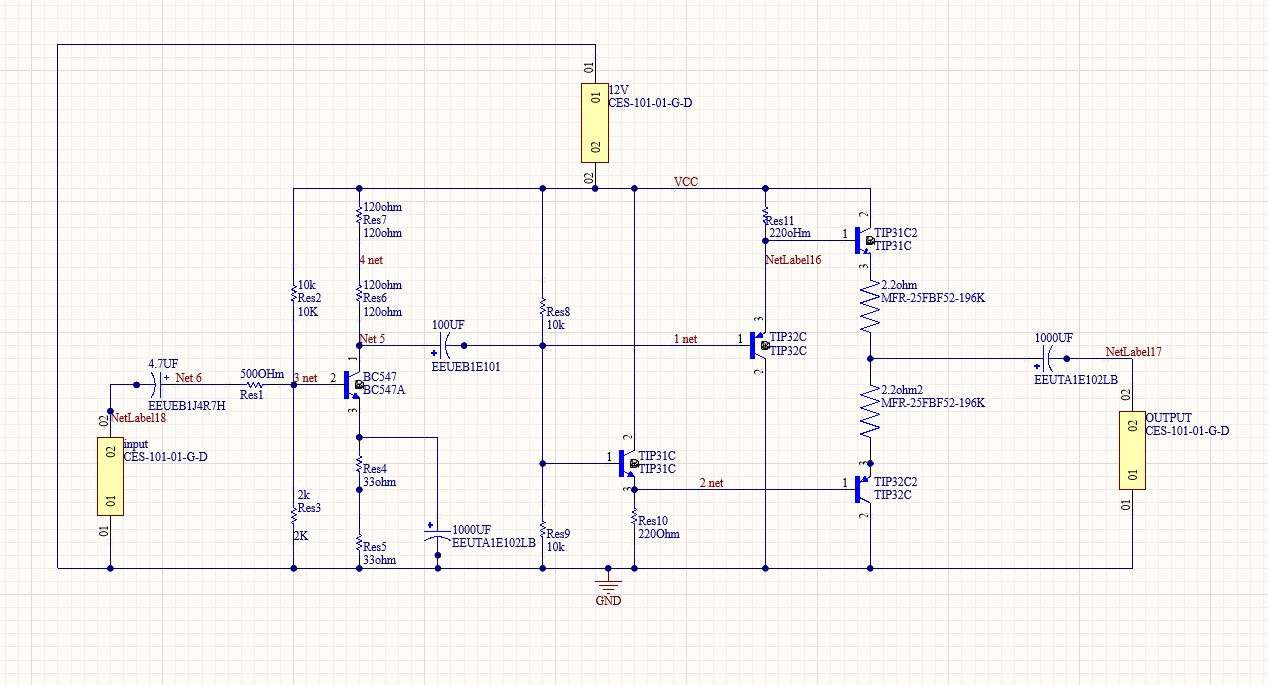 01
12V
CES-101-01-G-D
01
02
02
VCC
120ohm
Res7
120ohm
4 net
10k
Res2
10K
120ohm
Res6
120ohm
Res8
10k
Res11
220oHm
NetLabel16
2
1
TIP31C2
TIP31C
3
2.2ohm
MFR-25FBF52-196K
Net 5
100UF
EEUEB1E101
1 net
3
1
TIP32C
TIP32C
2
1000UF
EEUTA1E102LB
NetLabel17
4.7UF
Net 6
EEUEB1J4R7H
500OHm
Res1
3 net
1
2
BC547
BC547A
3
2.2ohm2
MFR-25FBF52-196K
02
NetLabel18
input
CES-101-01-G-D
02
01
01
02
OUTPUT
CES-101-01-G-D
02
01
01
2
1
TIP31C
TIP31C
3
2 net
3
1
TIP32C2
TIP32C
2
Res4
33ohm
2k
Res3
2K
Res5
33ohm
1000UF
EEUTA1E102LB
Res9
10k
Res10
220Ohm
GND